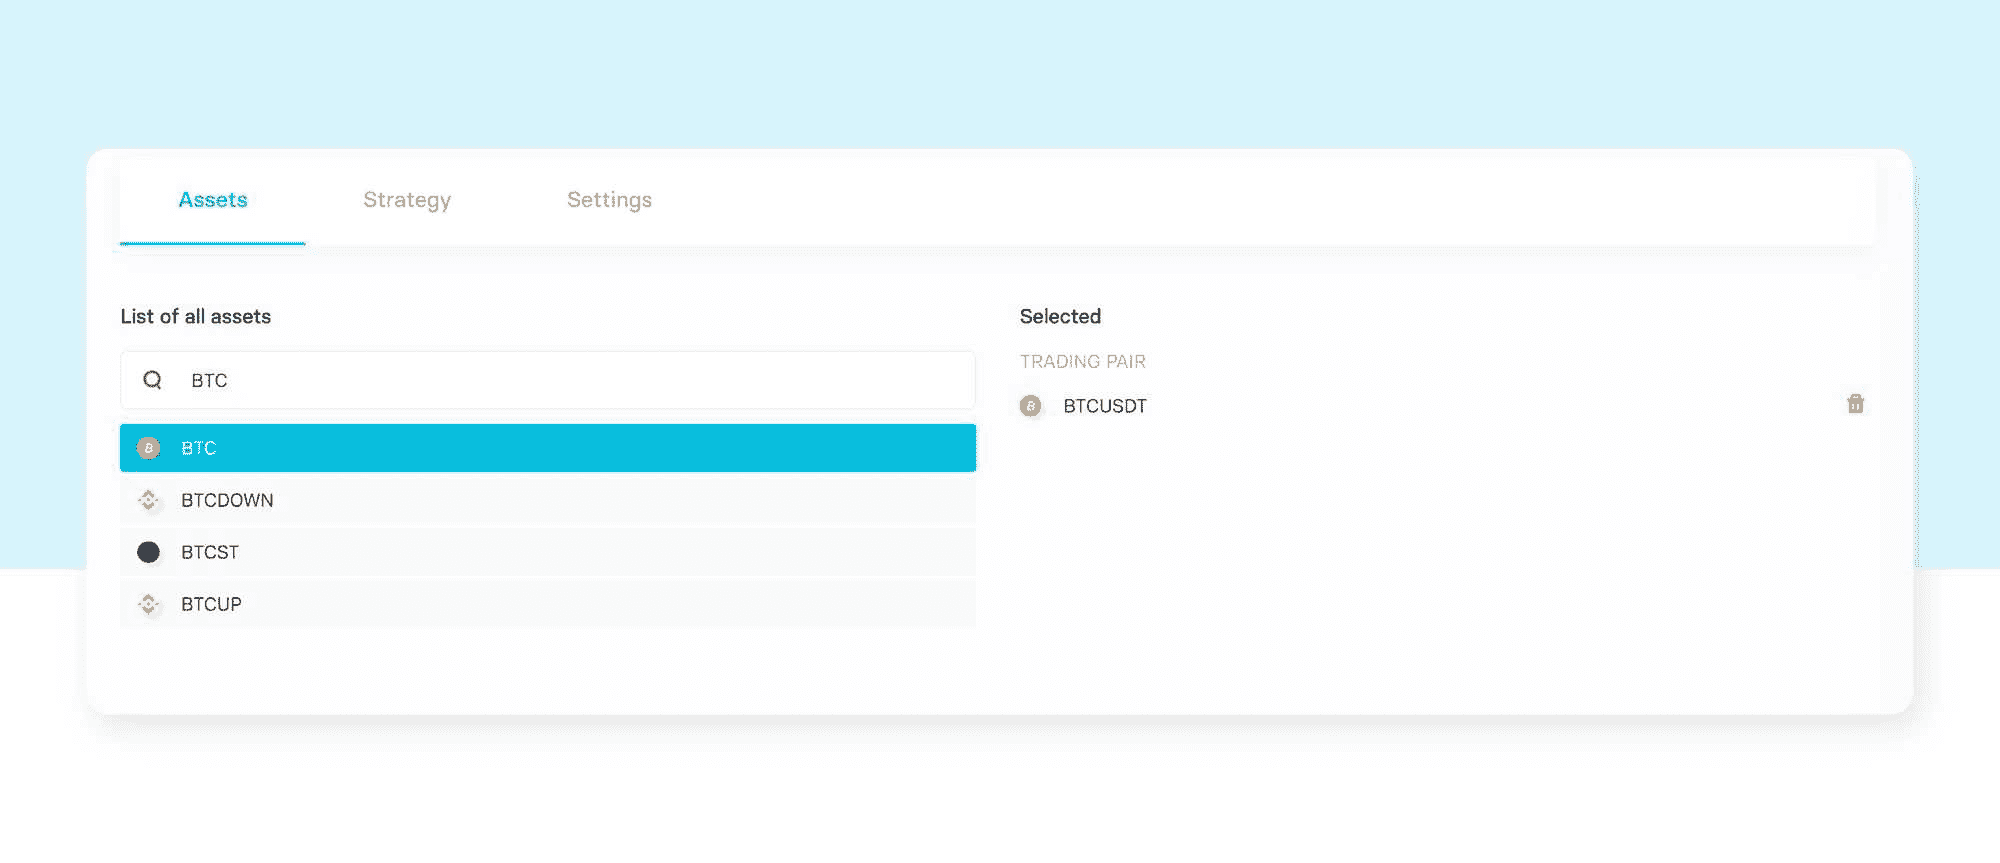 Assets Strategy Settings
List of all assets
BTC
BTC
BTCDOWN
BTCST
BTCUP
Selected
TRADING PAIR
BTCUSDT